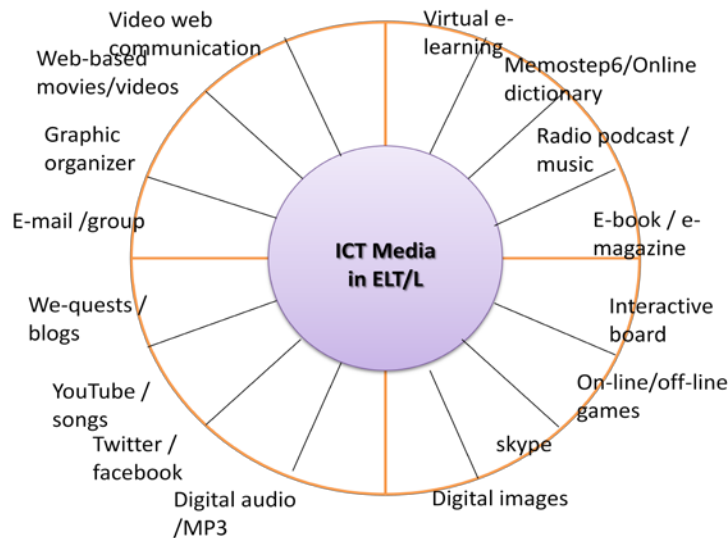 Video web
communication
Virtual e-
learning
Web-based
movies/videos
Memostep6/Online
dictionary
Graphic
organizer
Radio podcast /
music
E-mail /group
E-book / e-
magazine
ICT Media
in ELT/L
We-quests /
blogs
Interactive
board
YouTube /
songs
On-line/off-line
games
Twitter /
facebook
skype
Digital audio
/MP3
Digital images